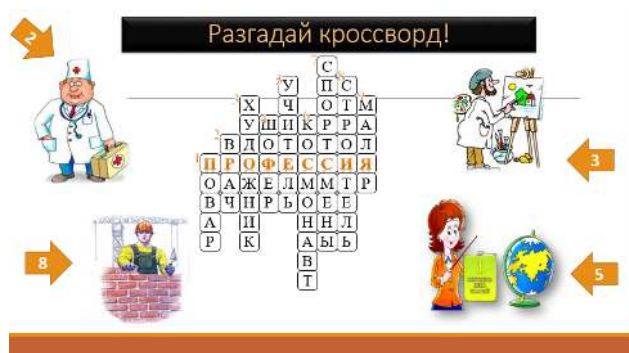 Разгадай кроссворд!
2
С
У П С
Х Ч О Т М
У Ш И К Р Р А
В Д О Т О Т О Л
П Р О Ф Е С С И Я
О А Ж Е Л М М Т Р
В Ч Н Р Ь О Е Е
А И Н Н Л
Р К А Ы Ь
В
Т
3
8
5